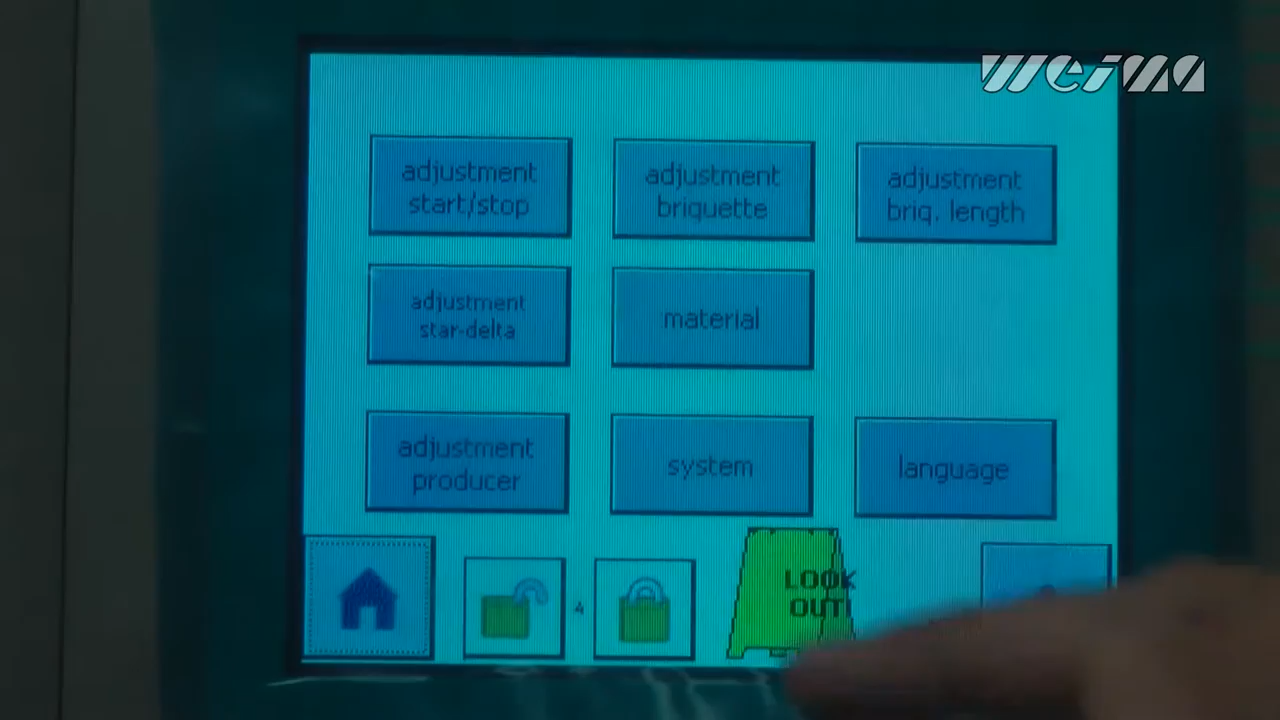 weima
adjustment
start/stop
adjustment
briquette
adjustment
briq. length
adjustment
star-delta
material
adjustment
producer
system
language
4
LOOK
OUT!